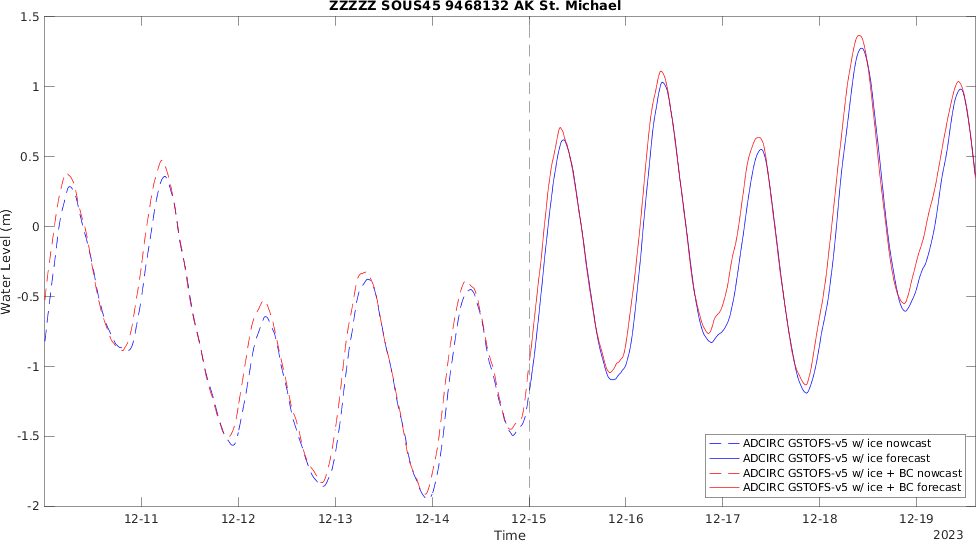 ZZZZZ SOUS45 9468132 AK St. Michael
1.5
1
0.5
0
-0.5
-1
-1.5
-2
Water Level (m)
ADCIRC GSTOFS-v5 w/ ice nowcast
ADCIRC GSTOFS-v5 w/ ice forecast
ADCIRC GSTOFS-v5 w/ ice + BC nowcast
ADCIRC GSTOFS-v5 w/ ice + BC forecast
12-11 12-12 12-13 12-14 12-15 12-16 12-17 12-18 12-19
Time
2023